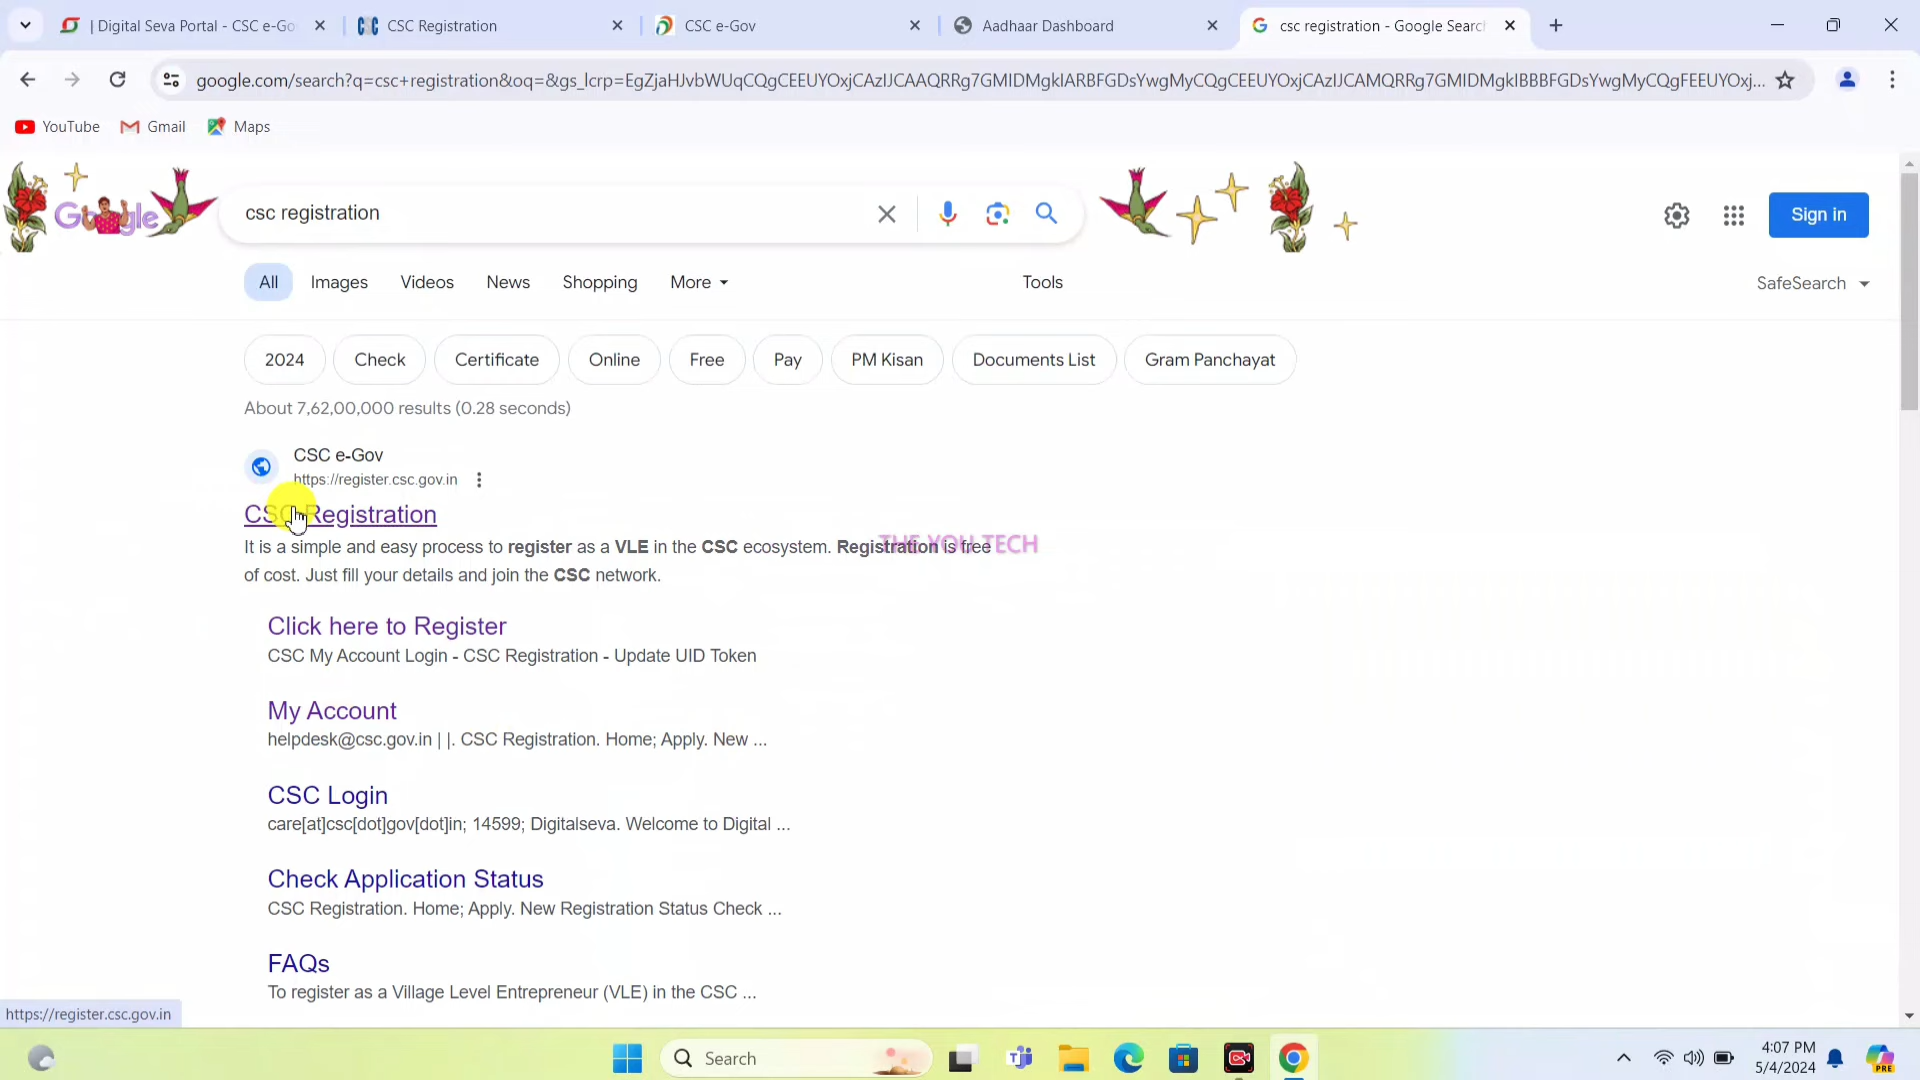 | Digital Seva Portal - CSC e-Go
CSC Registration
CSC e-Gov
Aadhaar Dashboard
csc registration - Google Searc
google.com/search?q=csc+registration&oq=&gs_lcrp=EgZjaHJvbWUqCQgCEEUYOxjCAzIJCAAQRRg7GMIDMgkIARBFGDsYwgMyCQgCEEUYOxjCAzIJCAMQRRg7GMIDMgkIBBBFGDsYwgMyCQgFEEUYOxj...
YouTube
Gmail
Maps
Google
csc registration
Sign in
All
Images
Videos
News
Shopping
More
Tools
SafeSearch
2024
Check
Certificate
Online
Free
Pay
PM Kisan
Documents List
Gram Panchayat
About 7,62,00,000 results (0.28 seconds)
CSC e-Gov
https://register.csc.gov.in
CSC Registration
It is a simple and easy process to register as a VLE in the CSC ecosystem. Registration is free
THE YOU TECH
of cost. Just fill your details and join the CSC network.
Click here to Register
CSC My Account Login - CSC Registration - Update UID Token
My Account
helpdesk@csc.gov.in | |. CSC Registration. Home; Apply. New ...
CSC Login
care[at]csc[dot]gov[dot]in; 14599; Digitalseva. Welcome to Digital ...
Check Application Status
CSC Registration. Home; Apply. New Registration Status Check ...
FAQs
To register as a Village Level Entrepreneur (VLE) in the CSC ...
https://register.csc.gov.in
Search
4:07 PM
5/4/2024
PRE